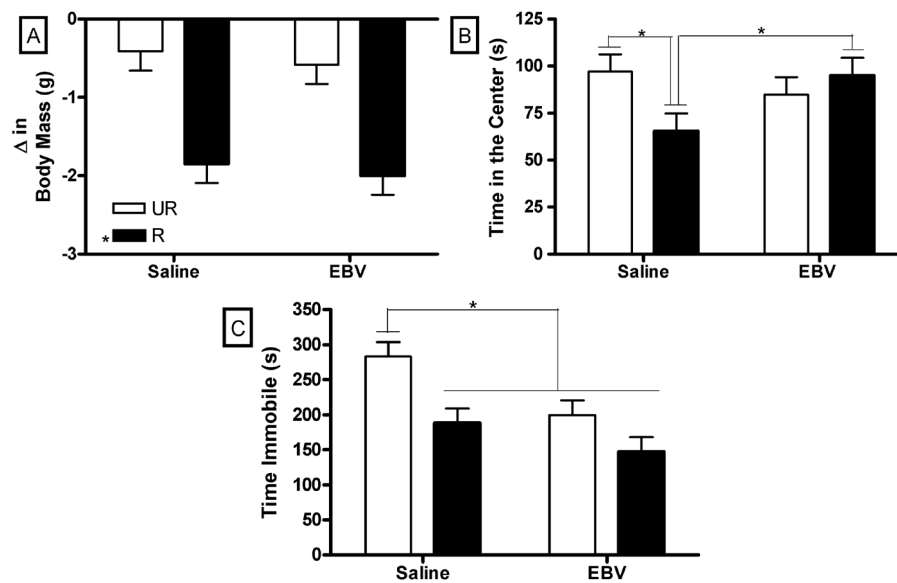 A
0
-1
-2
-3
Δ in
Body Mass (g)
UR
* R
Saline EBV
B
125
100
75
50
25
0
Time in the Center (s)
* *
Saline EBV
C
350
300
250
200
150
100
50
0
Time Immobile (s)
*
Saline EBV